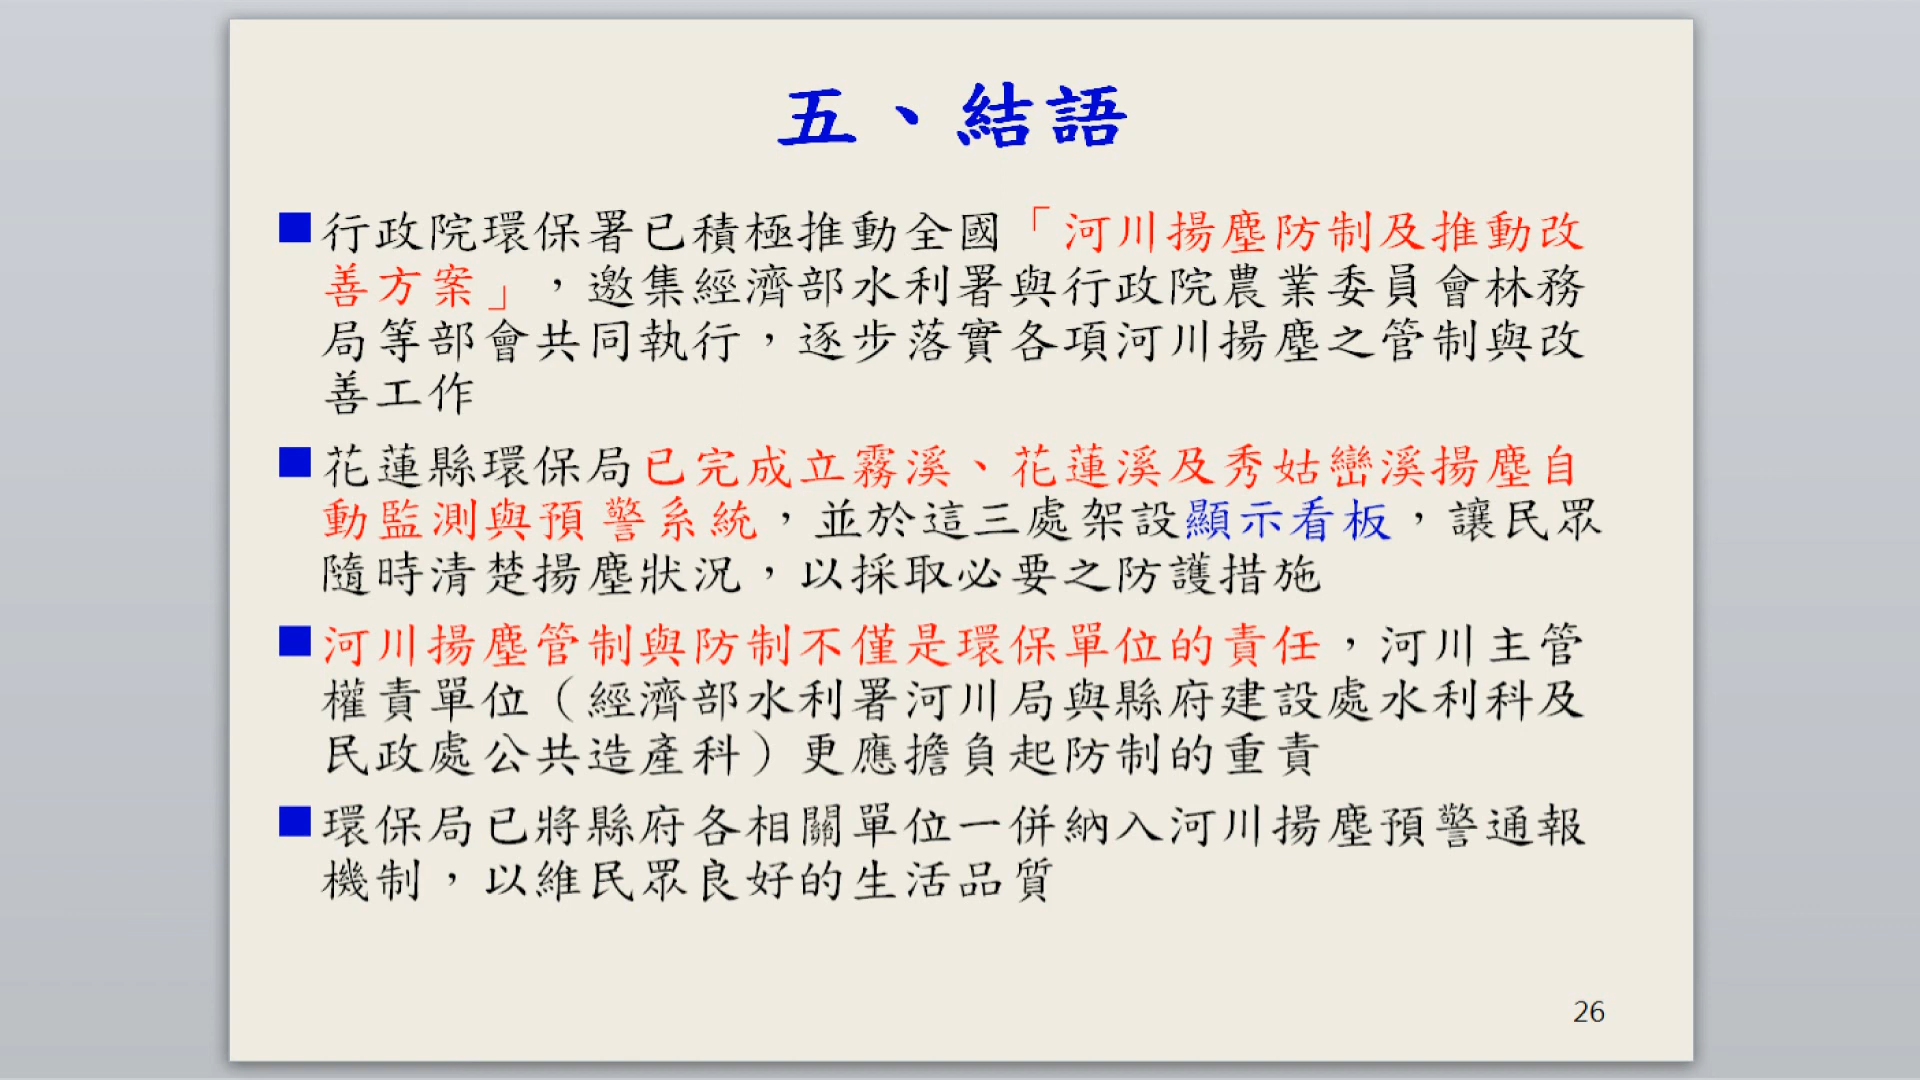 五、結語
行政院環保署已積極推動全國「河川揚塵防制及推動改
善方案」，邀集經濟部水利署與行政院農業委員會林務
局等部會共同執行，逐步落實各項河川揚塵之管制與改
善工作
花蓮縣環保局已完成立霧溪、花蓮溪及秀姑巒溪揚塵自
動監測與預警系統，並於這三處架設顯示看板，讓民眾
隨時清楚揚塵狀況，以採取必要之防護措施
河川揚塵管制與防制不僅是環保單位的責任，河川主管
權責單位（經濟部水利署河川局與縣府建設處水利科及
民政處公共造產科）更應擔負起防制的重責
環保局已將縣府各相關單位一併納入河川揚塵預警通報
機制，以維民眾良好的生活品質
26